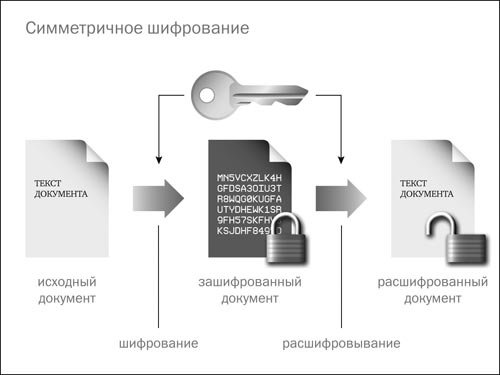 Симметричное шифрование
ТЕКСТ
ДОКУМЕНТА
MN5VCXZLK4H
GFDSA3OIU3T
R8WQG0KUGFA
UTYDHEWK1SR
9FH57SKFHV
KSJDHF849
ТЕКСТ
ДОКУМЕНТА
исходный
документ
зашифрованный
документ
расшифрованный
документ
шифрование
расшифровывание